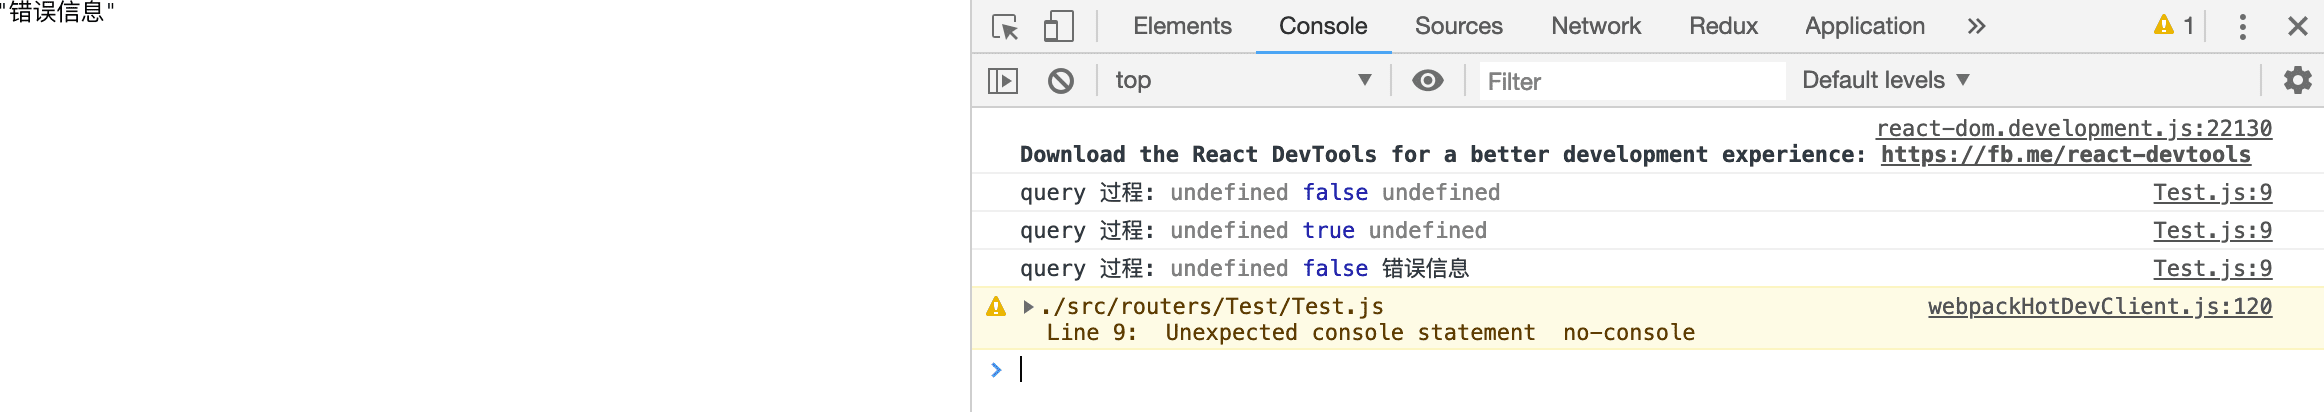 "错误信息"
Elements Console Sources Network Redux Application » 1
top Filter Default levels
react-dom.development.js:22130
Download the React DevTools for a better development experience: https://fb.me/react-devtools
query 过程: undefined false undefined Test.js:9
query 过程: undefined true undefined Test.js:9
query 过程: undefined false 错误信息 Test.js:9
./src/routers/Test/Test.js webpackHotDevClient.js:120
Line 9: Unexpected console statement no-console